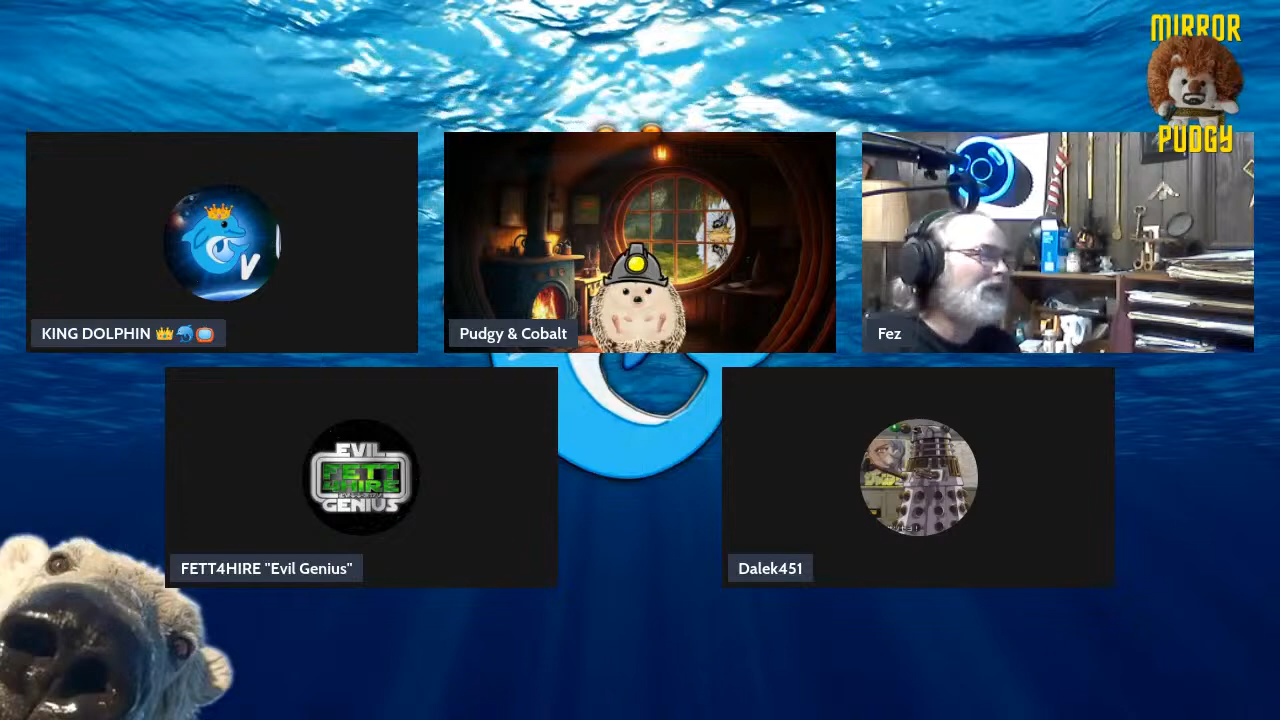 MIRROR
PUDGY
V
KING DOLPHIN 👑🐬📺
Pudgy & Cobalt
Fez
EVIL
FETT
4HIRE
GENIUS
FETT4HIRE "Evil Genius"
Dalek451